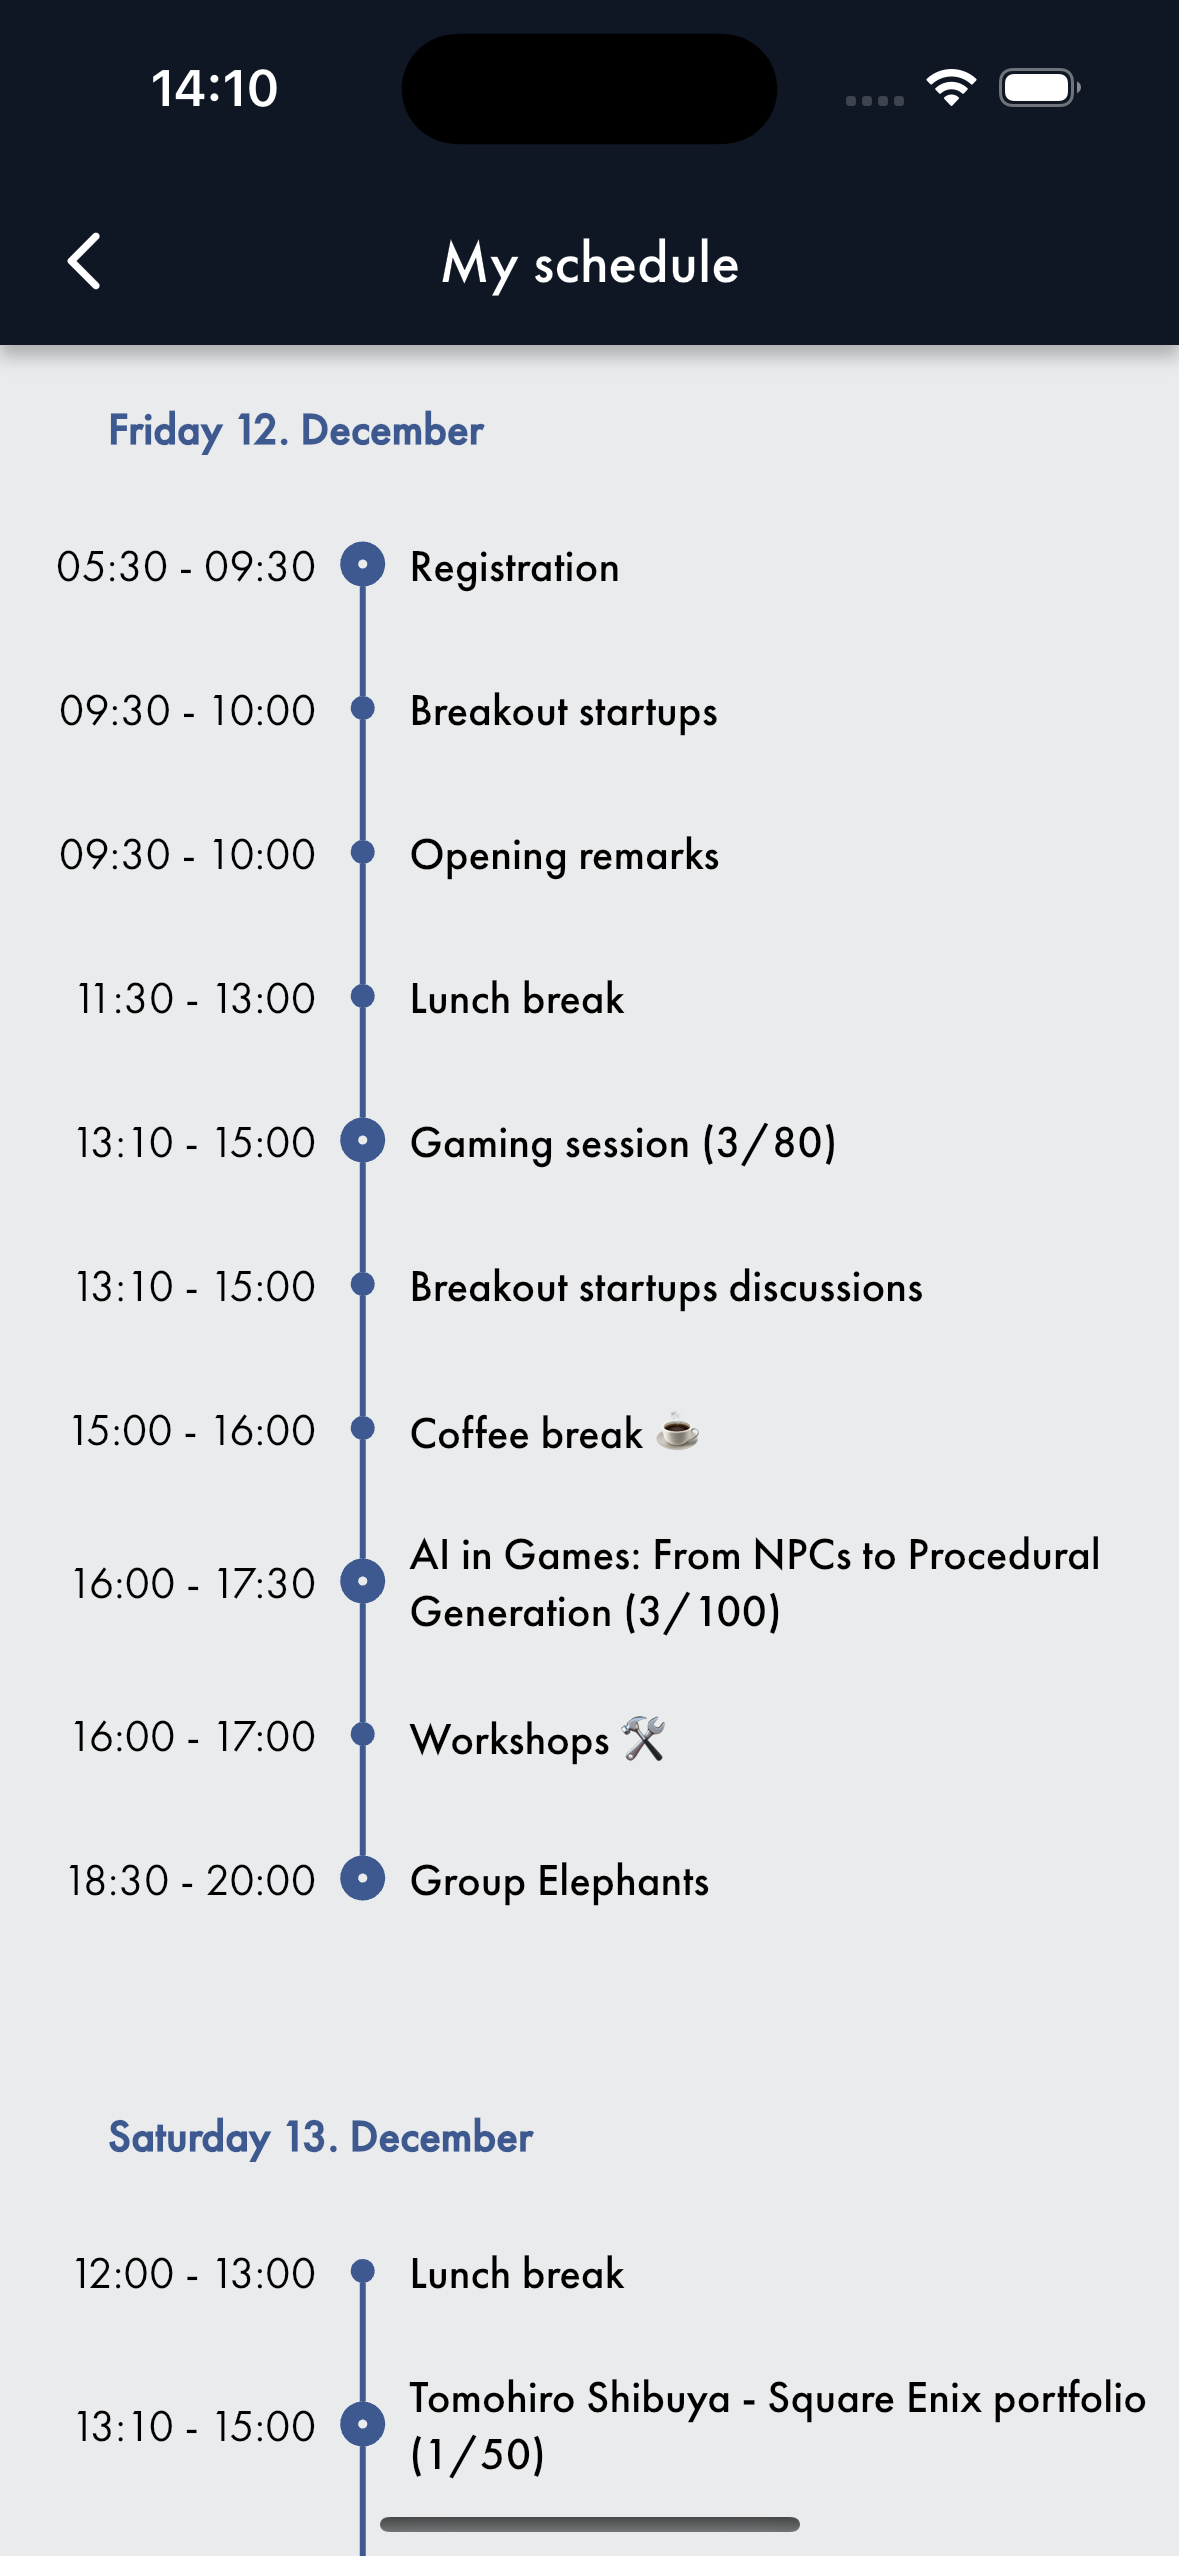 14:10
My schedule
Friday 12. December
05:30 - 09:30 Registration
09:30 - 10:00 Breakout startups
09:30 - 10:00 Opening remarks
11:30 - 13:00 Lunch break
13:10 - 15:00 Gaming session (3/80)
13:10 - 15:00 Breakout startups discussions
15:00 - 16:00 Coffee break ☕
16:00 - 17:30 AI in Games: From NPCs to Procedural
Generation (3/100)
16:00 - 17:00 Workshops 🛠️
18:30 - 20:00 Group Elephants
Saturday 13. December
12:00 - 13:00 Lunch break
13:10 - 15:00 Tomohiro Shibuya - Square Enix portfolio
(1/50)